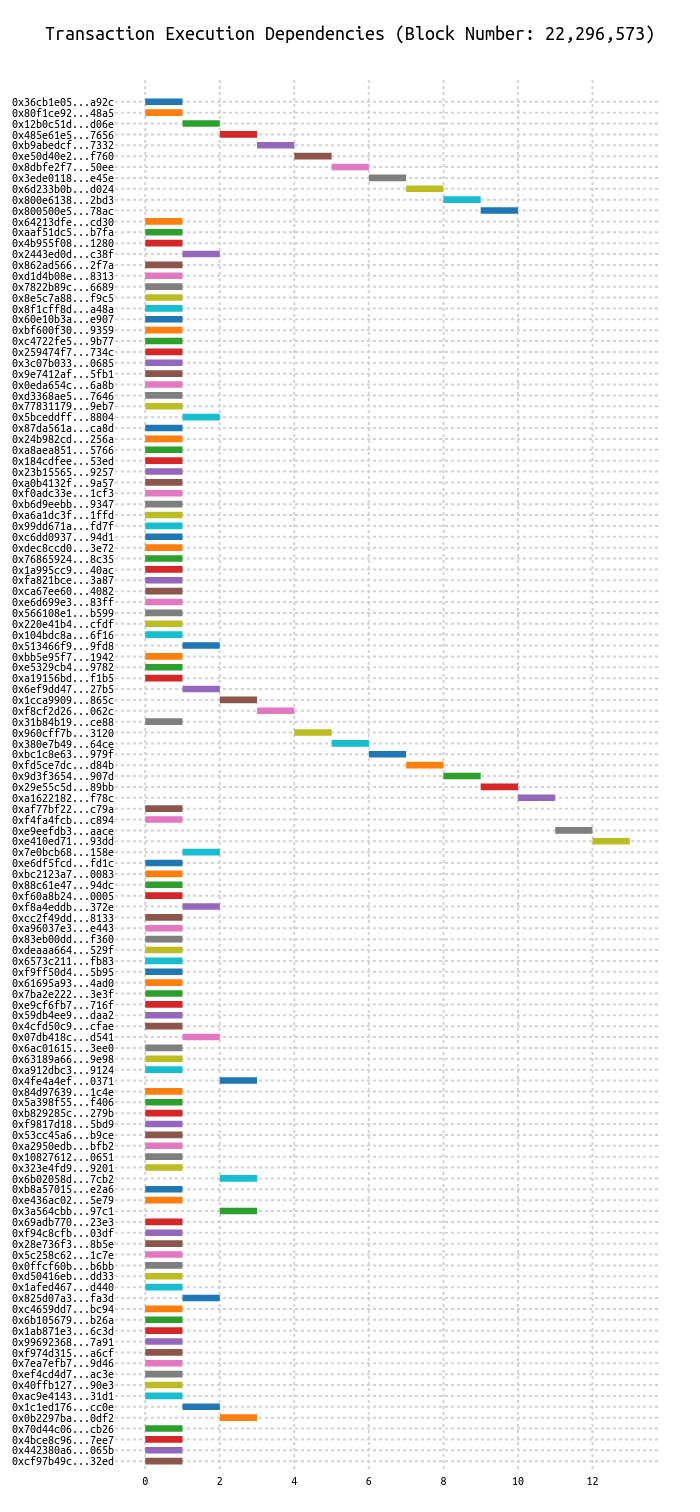 Transaction Execution Dependencies (Block Number: 22,296,573)
0x36cb1e05...a92c
0x80f1ce92...48a5
0x12b0c51d...d06e
0x485e61e5...7656
0xb9abedcf...7332
0xe50d40e2...f760
0x8dbfe2f7...50ee
0x3ede0118...e45e
0x6d233b0b...d024
0x800e6138...2bd3
0x800500e5...78ac
0x64213dfe...cd30
0xaaf51dc5...b7fa
0x4b955f08...1280
0x2443ed0d...c38f
0x862ad566...2f7a
0xd1d4b08e...8313
0x7822b89c...6689
0x8e5c7a88...f9c5
0x8f1cff8d...a48a
0x60e10b3a...e907
0xbf600f30...9359
0xc4722fe5...9b77
0x259474f7...734c
0x3c07b033...0685
0x9e7412af...5fb1
0x0eda654c...6a8b
0xd3368ae5...7646
0x77831179...9eb7
0x5bceddff...8804
0x87da561a...ca8d
0x24b982cd...256a
0xa8aea851...5766
0x184cdfee...53ed
0x23b15565...9257
0xa0b4132f...9a57
0xf0adc33e...1cf3
0xb6d9eebb...9347
0xa6a1dc3f...1ffd
0x99dd671a...fd7f
0xc6dd0937...94d1
0xdec8ccd0...3e72
0x76865924...8c35
0x1a995cc9...40ac
0xfa821bce...3a87
0xca67ee60...4082
0xe6d699e3...83ff
0x566108e1...b599
0x220e41b4...cfdf
0x104bdc8a...6f16
0x513466f9...9fd8
0xbb5e95f7...1942
0xe5329cb4...9782
0xa19156bd...f1b5
0x6ef9dd47...27b5
0x1cca9909...865c
0xf8cf2d26...062c
0x31b84b19...ce88
0x960cff7b...3120
0x380e7b49...64ce
0xbc1c8e63...979f
0xfd5ce7dc...d84b
0x9d3f3654...907d
0x29e55c5d...89bb
0xa1622182...f78c
0xaf77bf22...c79a
0xf4fa4fcb...c894
0xe9eefdb3...aace
0xe410ed71...93dd
0x7e0bcb68...158e
0xe6df5fcd...fd1c
0xbc2123a7...0083
0x88c61e47...94dc
0xf60a8b24...0005
0xf8a4eddb...372e
0xcc2f49dd...8133
0xa96037e3...e443
0x83eb00dd...f360
0xdeaaa664...529f
0x6573c211...fb83
0xf9ff50d4...5b95
0x61695a93...4ad0
0x7ba2e222...3e3f
0xe9cf6fb7...716f
0x59db4ee9...daa2
0x4cfd50c9...cfae
0x07db418c...d541
0x6ac01615...3ee0
0x63189a66...9e98
0xa912dbc3...9124
0x4fe4a4ef...0371
0x84d97639...1c4e
0x5a398f55...f406
0xb829285c...279b
0xf9817d18...5bd9
0x53cc45a6...b9ce
0xa2950edb...bfb2
0x10827612...0651
0x323e4fd9...9201
0x6b02058d...7cb2
0xb8a57015...e2a6
0xe436ac02...5e79
0x3a564cbb...97c1
0x69adb770...23e3
0xf94c8cfb...03df
0x28e736f3...8b5e
0x5c258c62...1c7e
0x0ffcf60b...b6bb
0xd50416eb...dd33
0x1afed467...d440
0x825d07a3...fa3d
0xc4659dd7...bc94
0x6b105679...b26a
0x1ab871e3...6c3d
0x99692368...7a91
0xf974d315...a6cf
0x7ea7efb7...9d46
0xef4cd4d7...ac3e
0x40ffb127...90e3
0xac9e4143...31d1
0x1c1ed176...cc0e
0x0b2297ba...0df2
0x70d44c06...cb26
0x4bce8c96...7ee7
0x442380a6...065b
0xcf97b49c...32ed
0 2 4 6 8 10 12